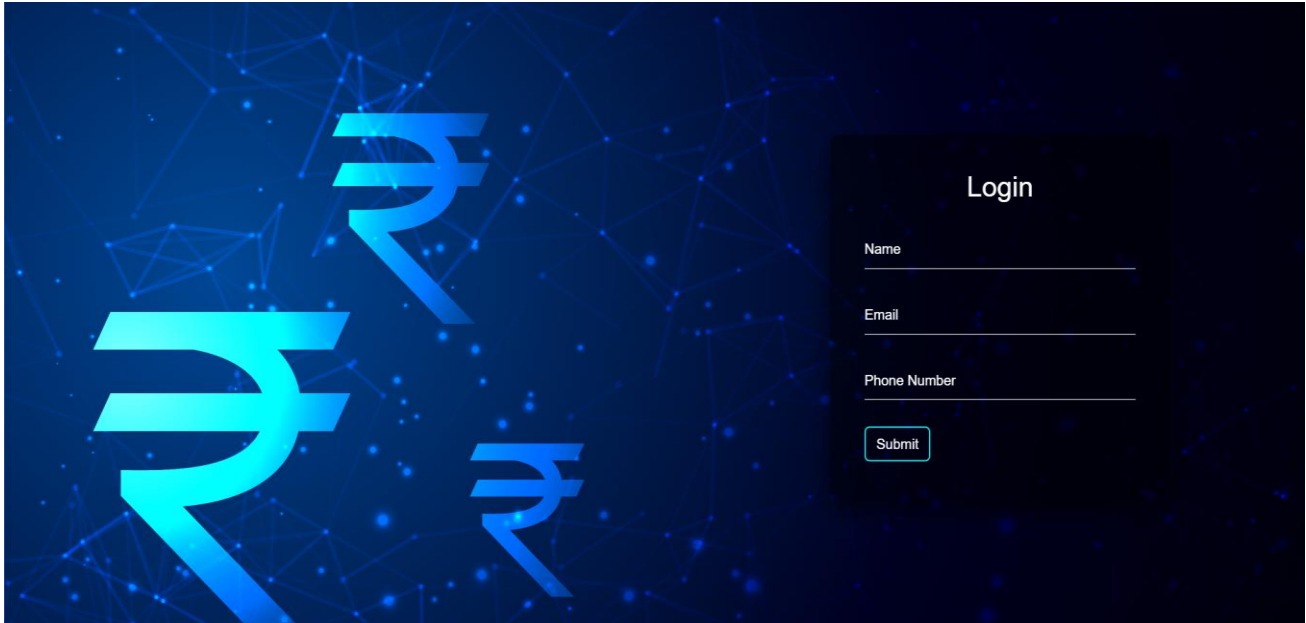 ₹
₹
₹
Login
Name
Email
Phone Number
Submit